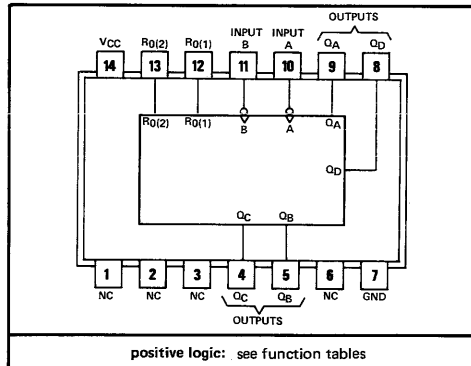 INPUT INPUT OUTPUTS
VCC R0(2) R0(1) B A QA QD
14 13 12 11 10 9 8
R0(2) R0(1) B A QA
QD
QC QB
1 2 3 4 5 6 7
NC NC NC QC QB NC GND
OUTPUTS
positive logic: see function tables